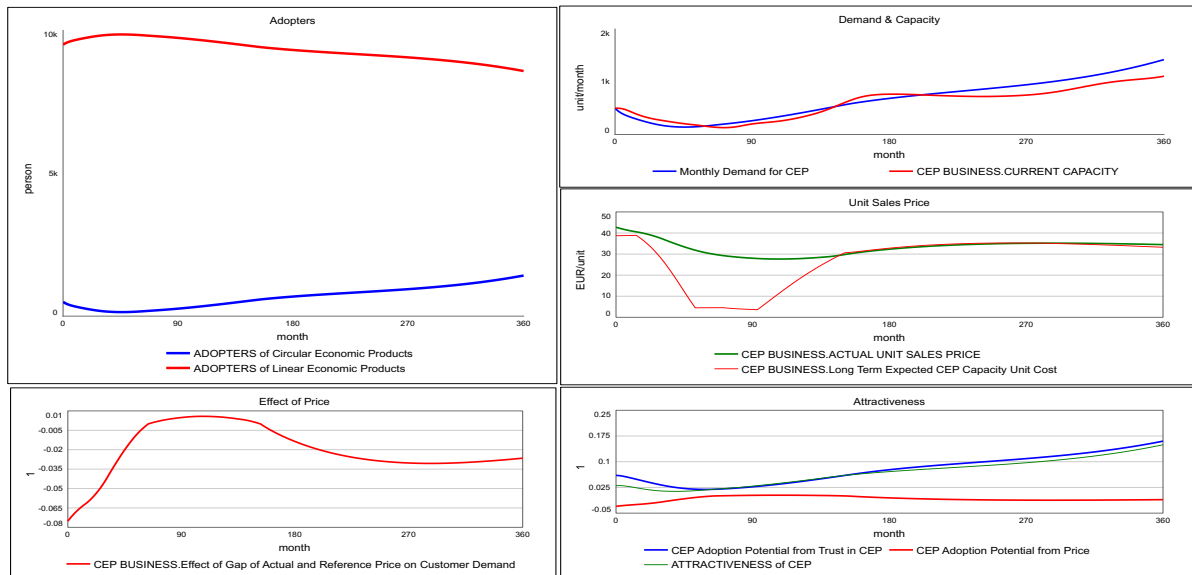 Adopters
10k
5k
0
person
0 90 180 270 360
month
ADOPTERS of Circular Economic Products
ADOPTERS of Linear Economic Products
Demand & Capacity
2k
1k
0
unit/month
0 90 180 270 360
month
Monthly Demand for CEP CEP BUSINESS.CURRENT CAPACITY
Unit Sales Price
50
40
30
20
10
0
EUR/unit
0 90 180 270 360
month
CEP BUSINESS.ACTUAL UNIT SALES PRICE
CEP BUSINESS.Long Term Expected CEP Capacity Unit Cost
Effect of Price
0.01
-0.005
-0.02
-0.035
-0.05
-0.065
-0.08
1
0 90 180 270 360
month
CEP BUSINESS.Effect of Gap of Actual and Reference Price on Customer Demand
Attractiveness
0.25
0.175
0.1
0.025
-0.05
1
0 90 180 270 360
month
CEP Adoption Potential from Trust in CEP CEP Adoption Potential from Price
ATTRACTIVENESS of CEP